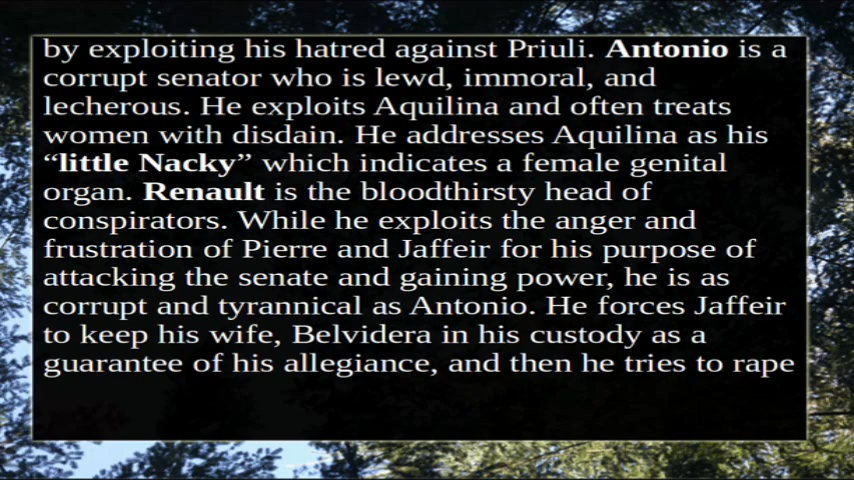 by exploiting his hatred against Priuli. Antonio is a
corrupt senator who is lewd, immoral, and
lecherous. He exploits Aquilina and often treats
women with disdain. He addresses Aquilina as his
“little Nacky” which indicates a female genital
organ. Renault is the bloodthirsty head of
conspirators. While he exploits the anger and
frustration of Pierre and Jaffeir for his purpose of
attacking the senate and gaining power, he is as
corrupt and tyrannical as Antonio. He forces Jaffeir
to keep his wife, Belvidera in his custody as a
guarantee of his allegiance, and then he tries to rape